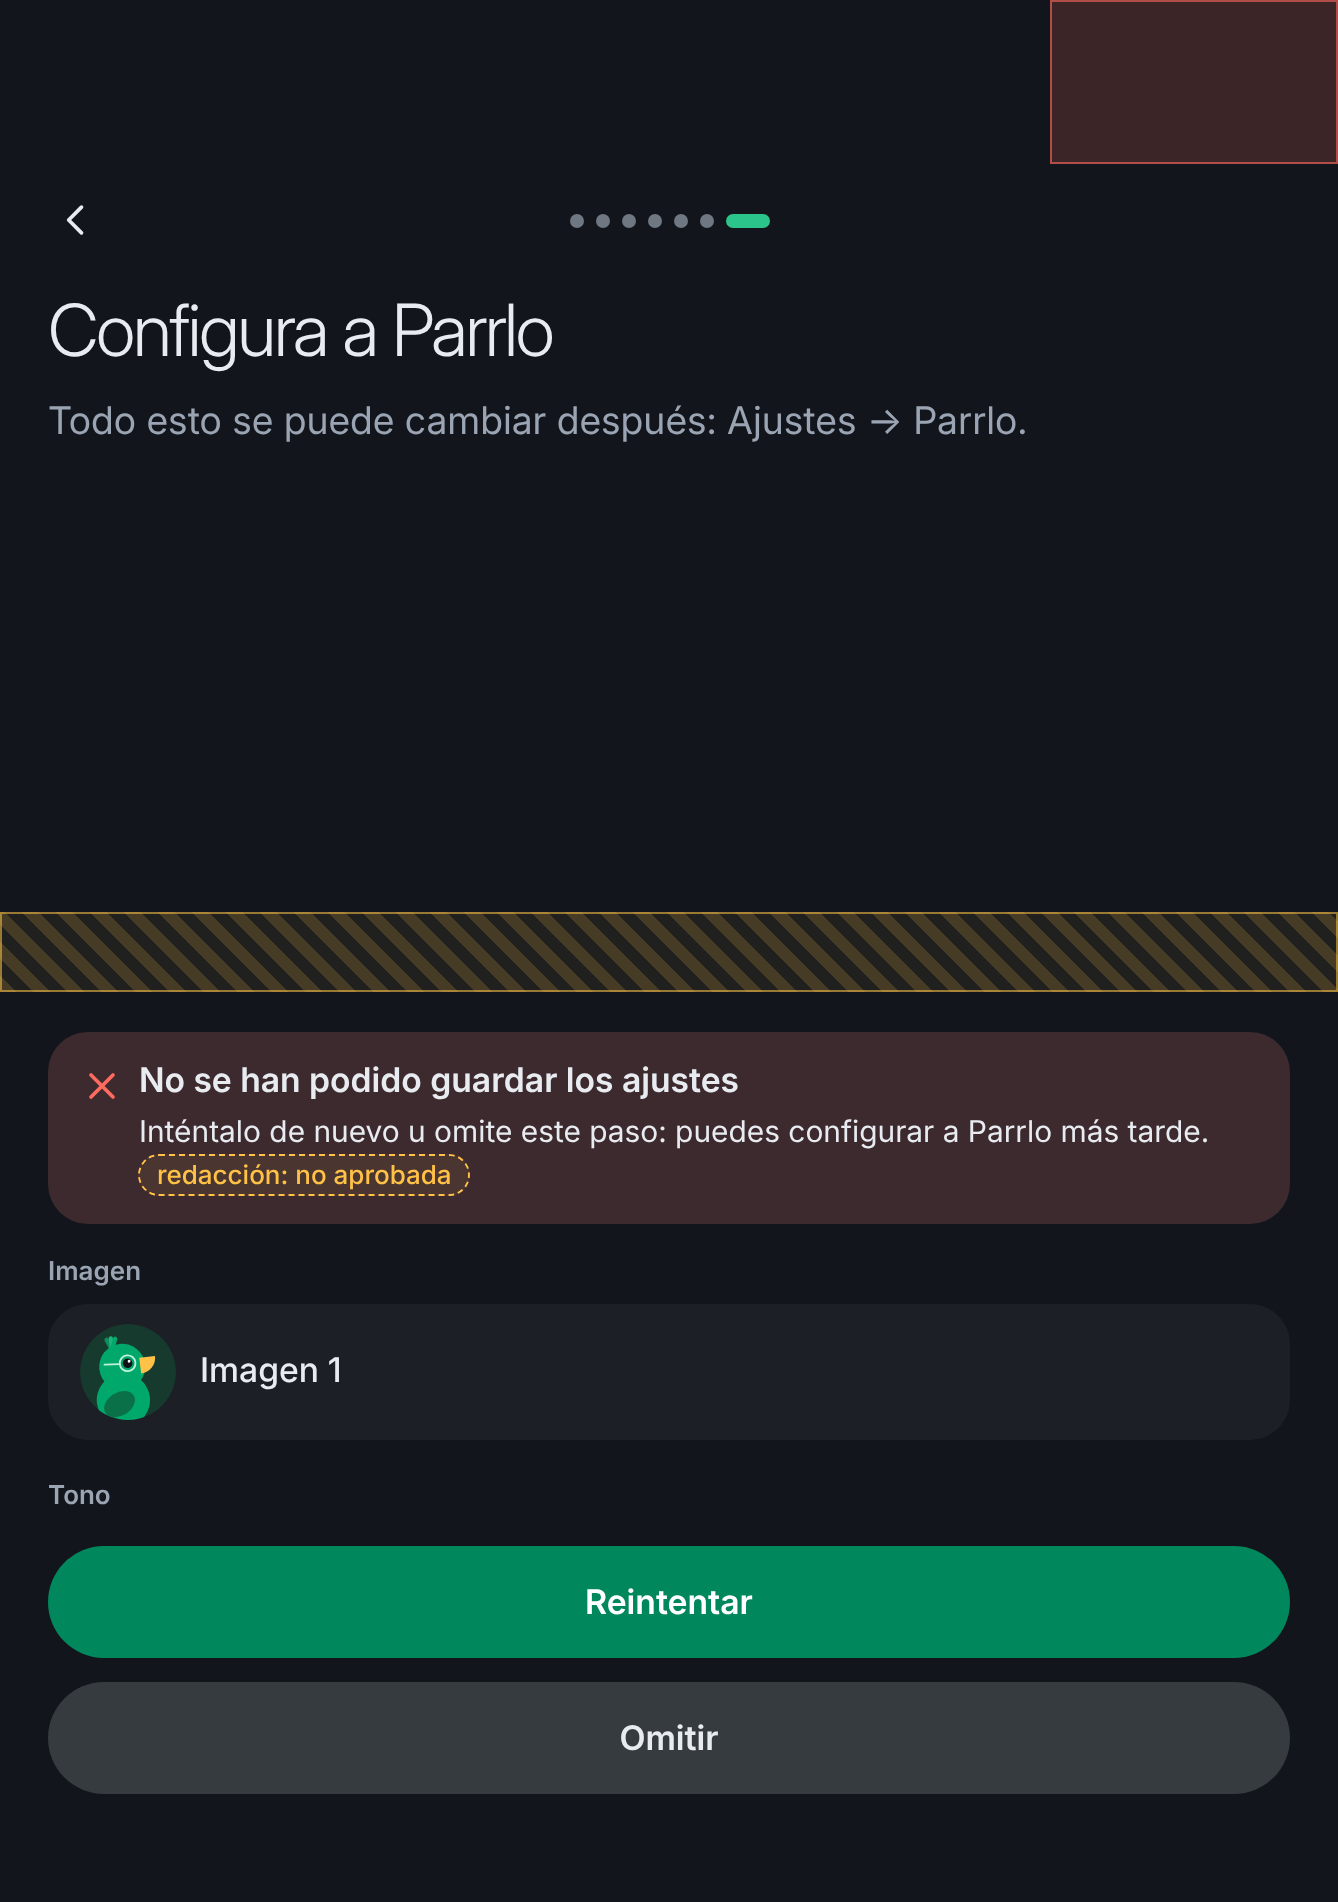 Configura a Parrlo
Todo esto se puede cambiar después: Ajustes → Parrlo.
No se han podido guardar los ajustes
Inténtalo de nuevo u omite este paso: puedes configurar a Parrlo más tarde.
redacción: no aprobada
Imagen
Imagen 1
Tono
Reintentar
Omitir